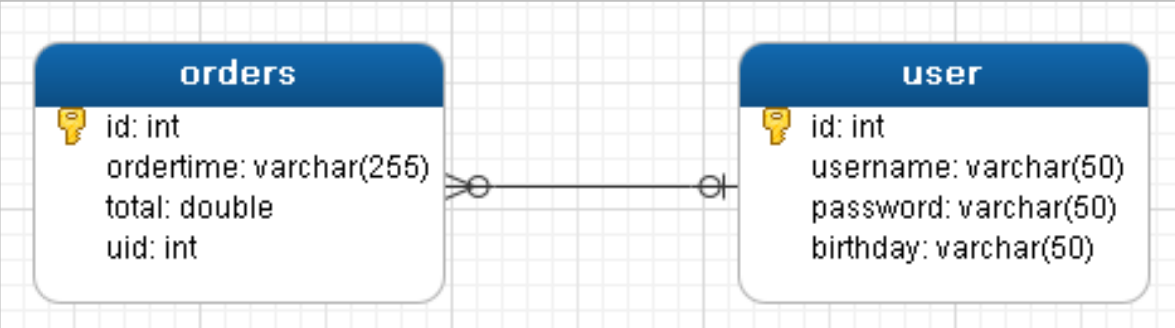 orders
id: int
ordertime: varchar(255)
total: double
uid: int
user
id: int
username: varchar(50)
password: varchar(50)
birthday: varchar(50)